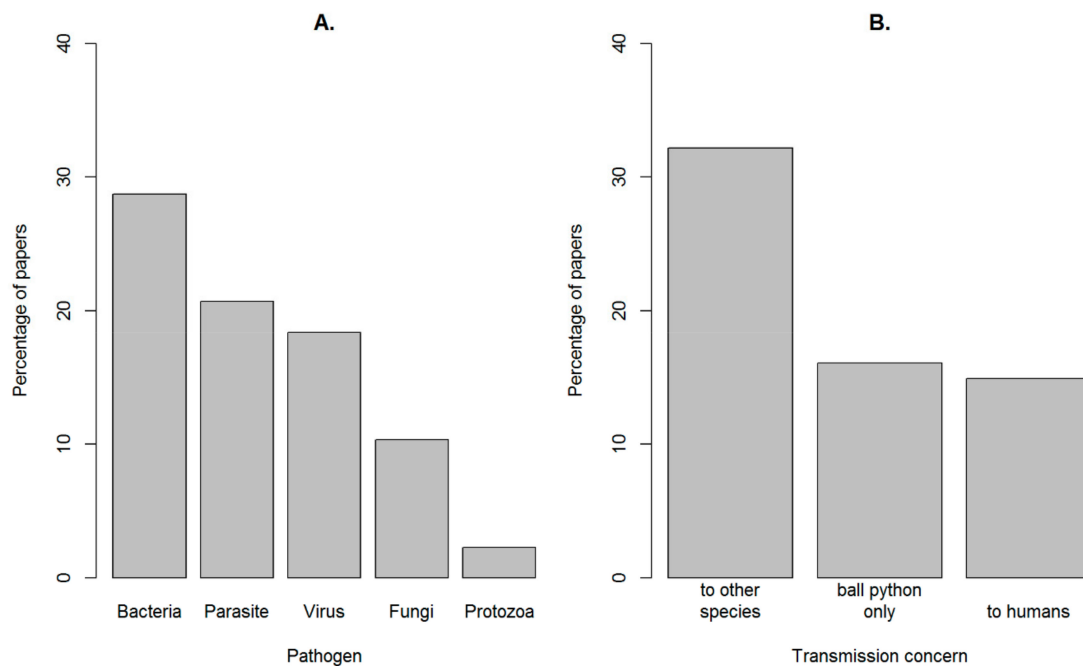 A.
40
30
20
10
0
Percentage of papers
Bacteria Parasite Virus Fungi Protozoa
Pathogen
B.
40
30
20
10
0
Percentage of papers
to other
species
ball python
only
to humans
Transmission concern